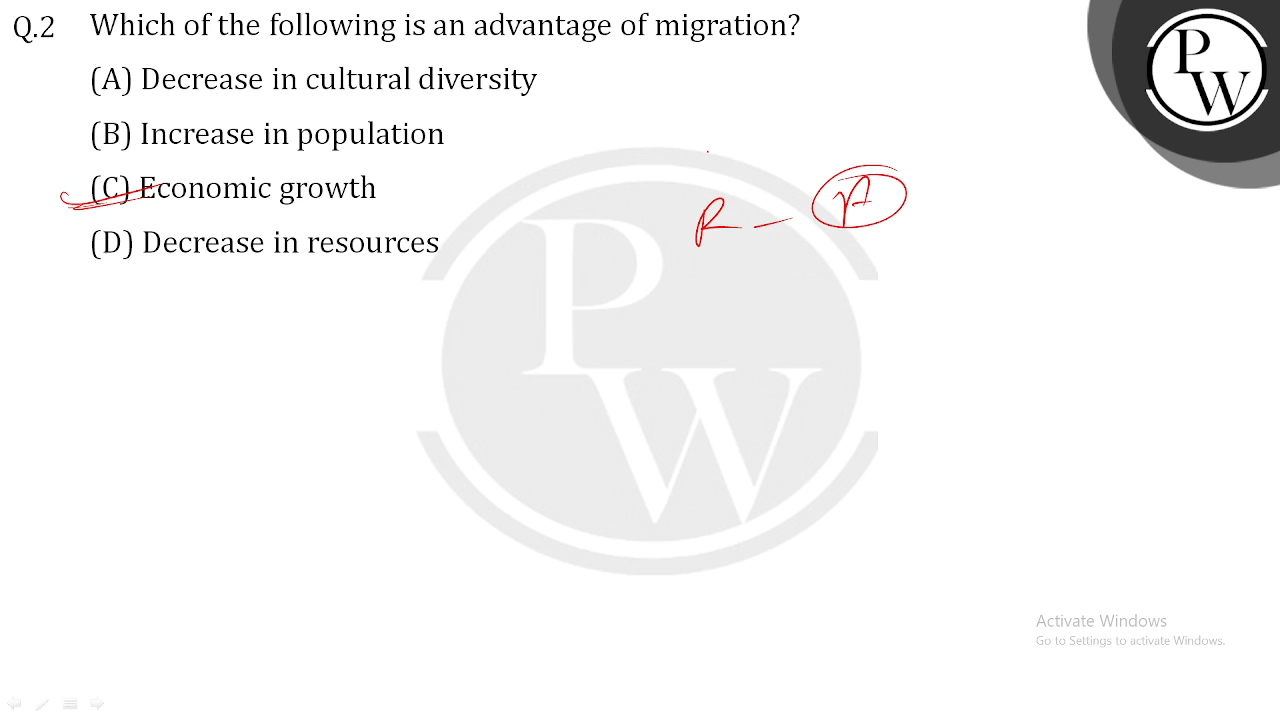 Q.2 Which of the following is an advantage of migration?
(A) Decrease in cultural diversity
(B) Increase in population
(C) Economic growth
(D) Decrease in resources
R –
P
W
P
W
Activate Windows
Go to Settings to activate Windows.